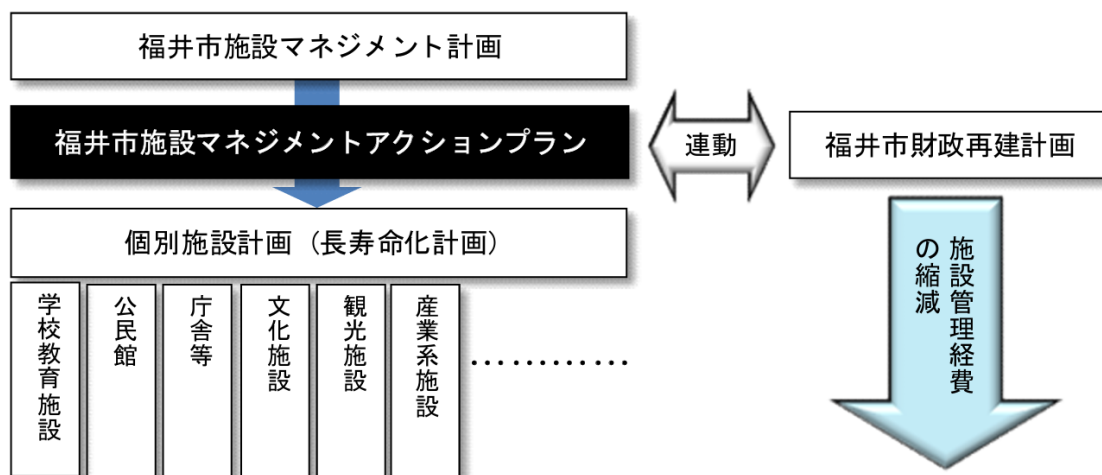 福井市施設マネジメント計画
福井市施設マネジメントアクションプラン
連動
福井市財政再建計画
個別施設計画（長寿命化計画）
学校教育施設
公民館
庁舎等
文化施設
観光施設
産業系施設
…………
施設管理経費
の縮減